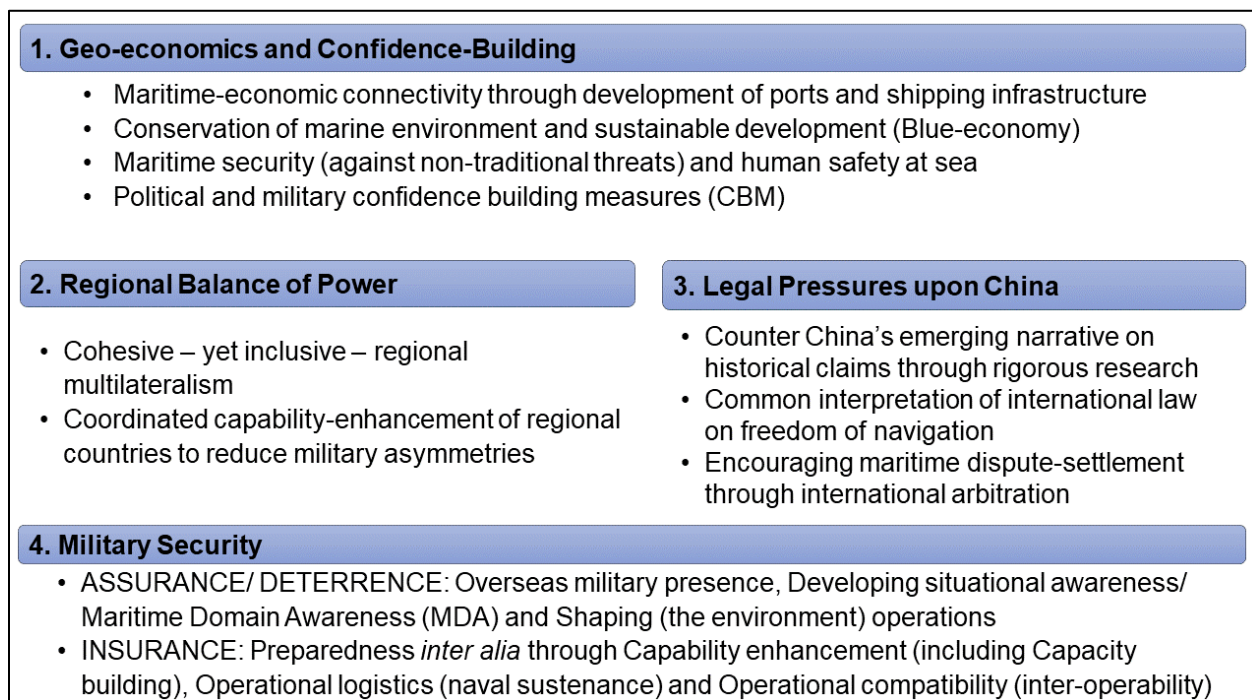 1. Geo-economics and Confidence-Building
• Maritime-economic connectivity through development of ports and shipping infrastructure
• Conservation of marine environment and sustainable development (Blue-economy)
• Maritime security (against non-traditional threats) and human safety at sea
• Political and military confidence building measures (CBM)
2. Regional Balance of Power
• Cohesive – yet inclusive – regional
multilateralism
• Coordinated capability-enhancement of regional
countries to reduce military asymmetries
3. Legal Pressures upon China
• Counter China's emerging narrative on
historical claims through rigorous research
• Common interpretation of international law
on freedom of navigation
• Encouraging maritime dispute-settlement
through international arbitration
4. Military Security
• ASSURANCE/ DETERRENCE: Overseas military presence, Developing situational awareness/
Maritime Domain Awareness (MDA) and Shaping (the environment) operations
• INSURANCE: Preparedness inter alia through Capability enhancement (including Capacity
building), Operational logistics (naval sustenance) and Operational compatibility (inter-operability)